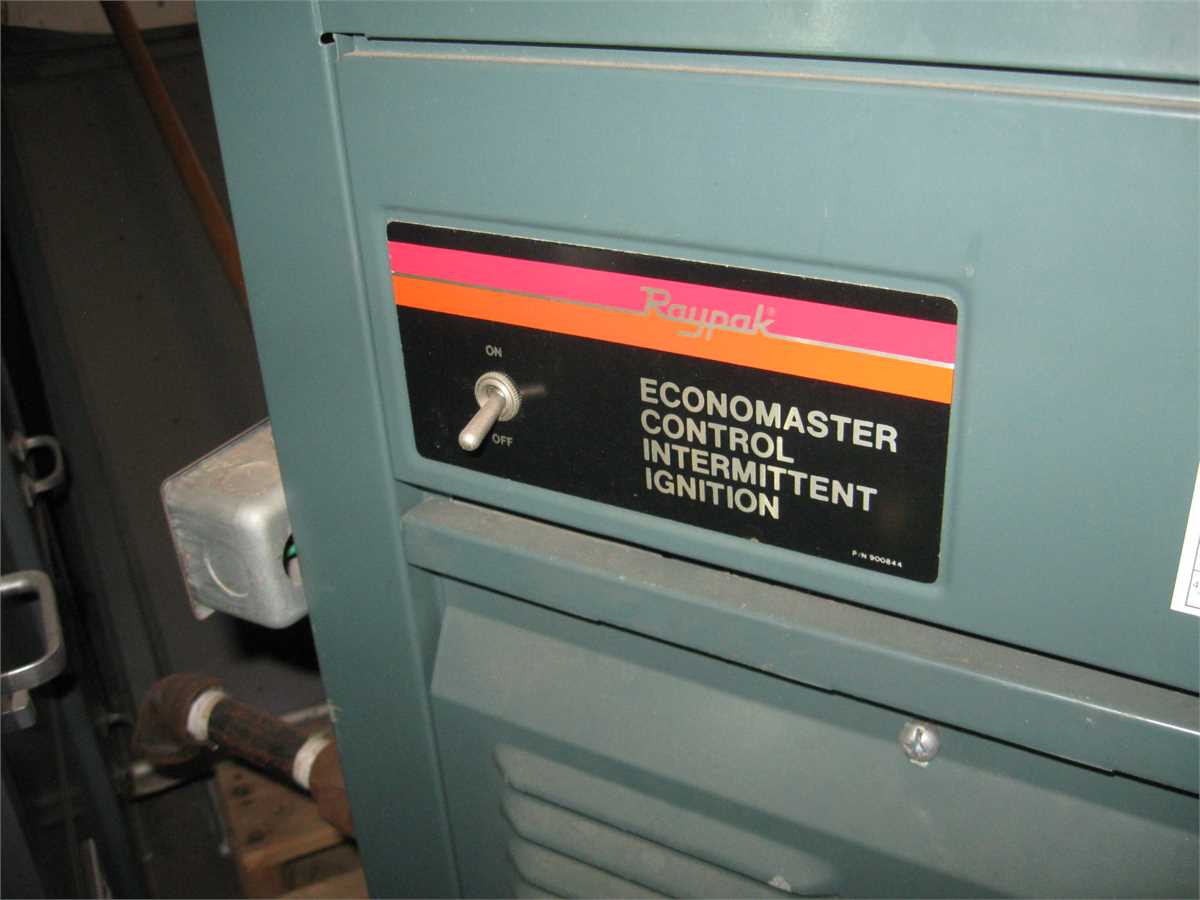 Raypak®
ON
OFF
ECONOMASTER
CONTROL
INTERMITTENT
IGNITION
P/N 900844